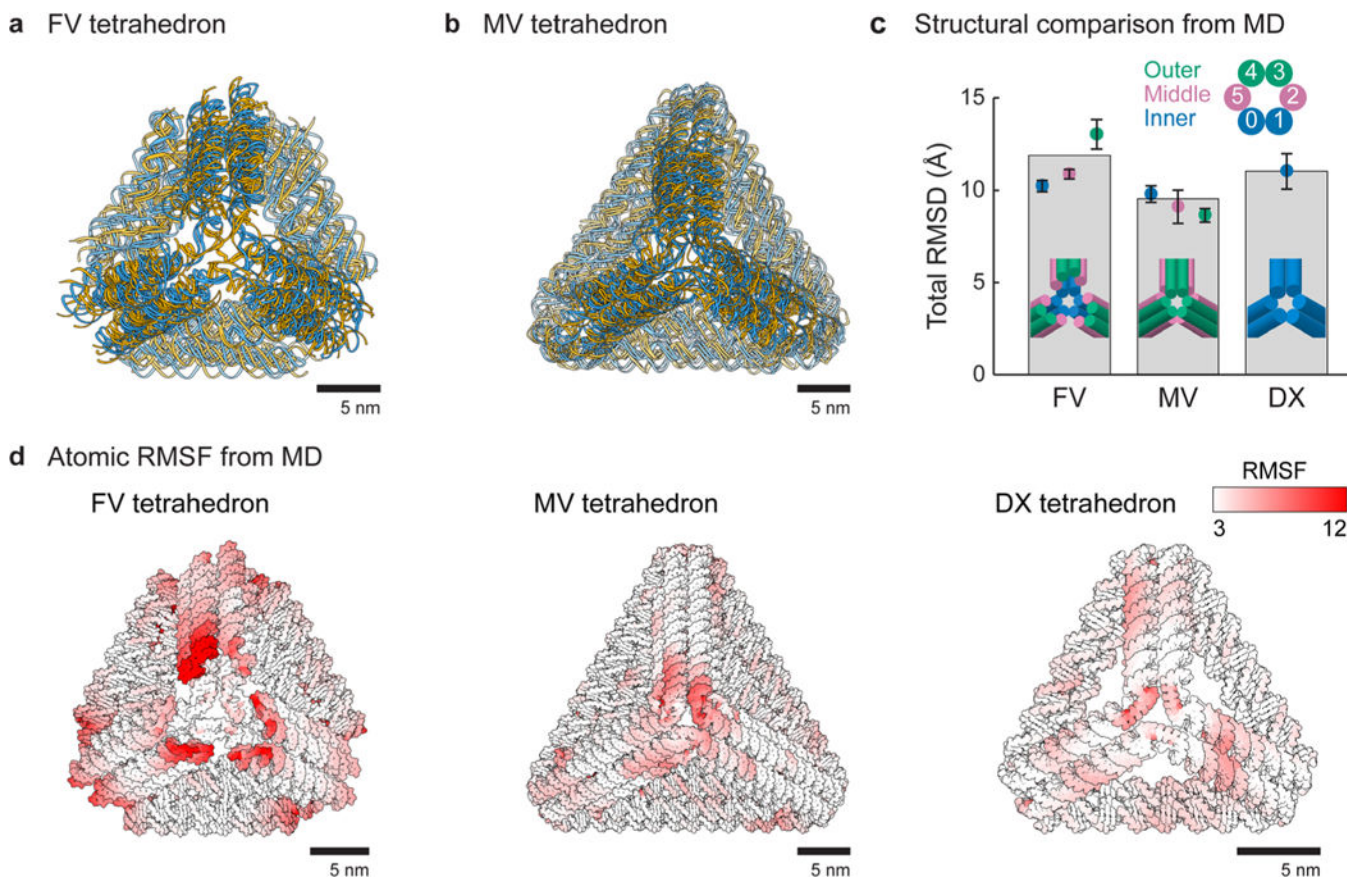 a FV tetrahedron
b MV tetrahedron
c Structural comparison from MD
5 nm
5 nm
Outer 4 3
Middle 5 2
Inner 0 1
15
10
5
0
Total RMSD (Å)
FV MV DX
d Atomic RMSF from MD
FV tetrahedron
MV tetrahedron
DX tetrahedron
RMSF
3 12
5 nm
5 nm
5 nm